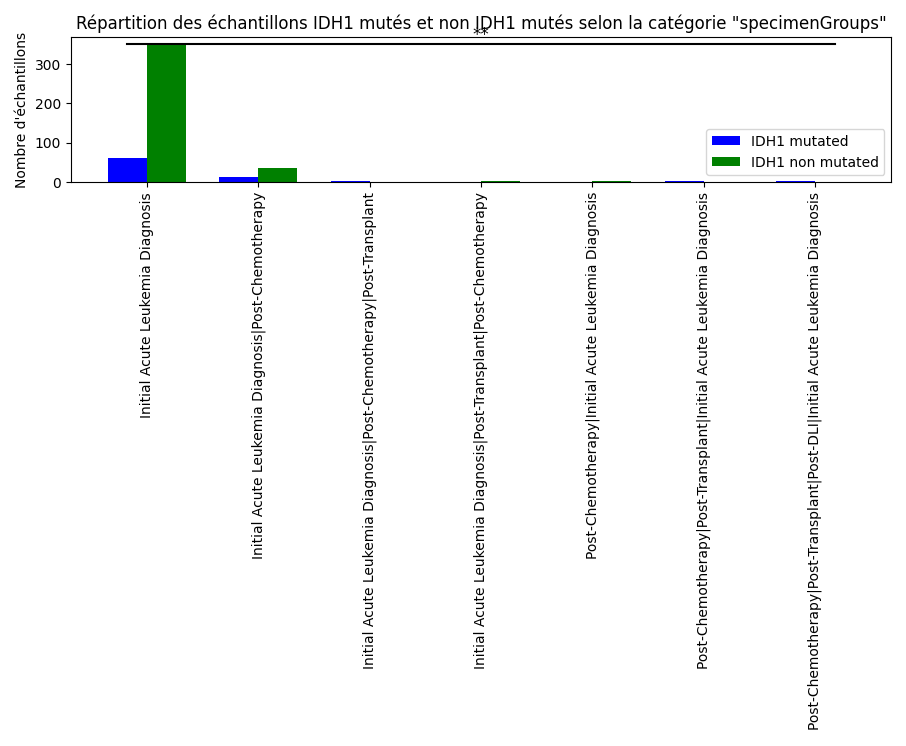 Répartition des échantillons IDH1 mutés et non IDH1 mutés selon la catégorie "specimenGroups"
**
Nombre d'échantillons
300
200
100
0
IDH1 mutated
IDH1 non mutated
Initial Acute Leukemia Diagnosis
Initial Acute Leukemia Diagnosis|Post-Chemotherapy
Initial Acute Leukemia Diagnosis|Post-Chemotherapy|Post-Transplant
Initial Acute Leukemia Diagnosis|Post-Transplant|Post-Chemotherapy
Post-Chemotherapy|Initial Acute Leukemia Diagnosis
Post-Chemotherapy|Post-Transplant|Initial Acute Leukemia Diagnosis
Post-Chemotherapy|Post-Transplant|Post-DLI|Initial Acute Leukemia Diagnosis